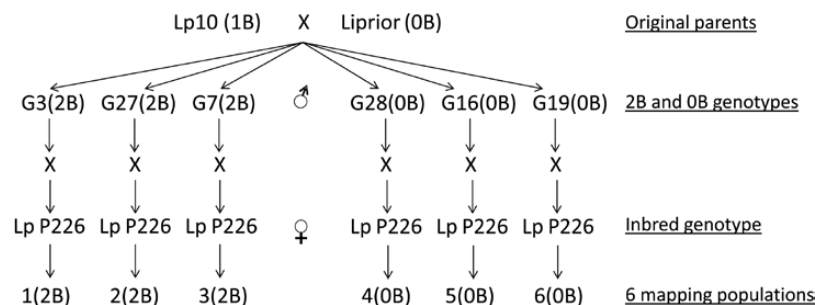 Lp10 (1B) X Liprior (0B) Original parents
G3(2B) G27(2B) G7(2B) ♂ G28(0B) G16(0B) G19(0B) 2B and 0B genotypes
X X X X X X
Lp P226 Lp P226 Lp P226 ♀ Lp P226 Lp P226 Lp P226 Inbred genotype
1(2B) 2(2B) 3(2B) 4(0B) 5(0B) 6(0B) 6 mapping populations